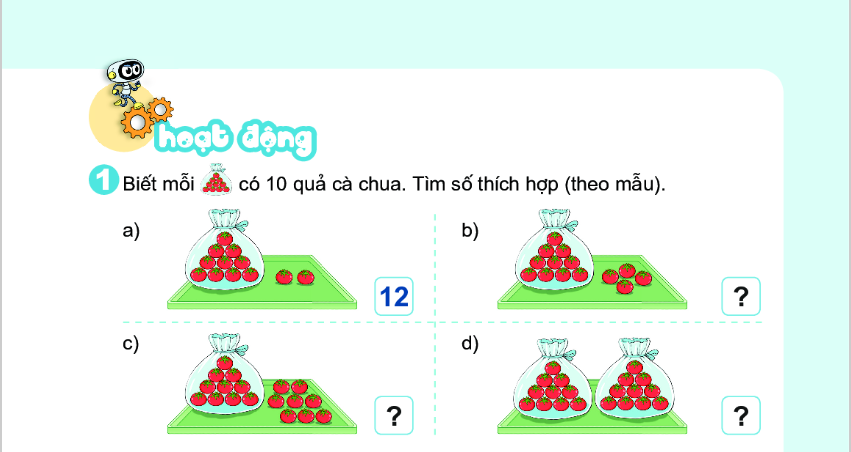 hoạt động
1 Biết mỗi có 10 quả cà chua. Tìm số thích hợp (theo mẫu).
a)
12
b)
?
c)
?
d)
?